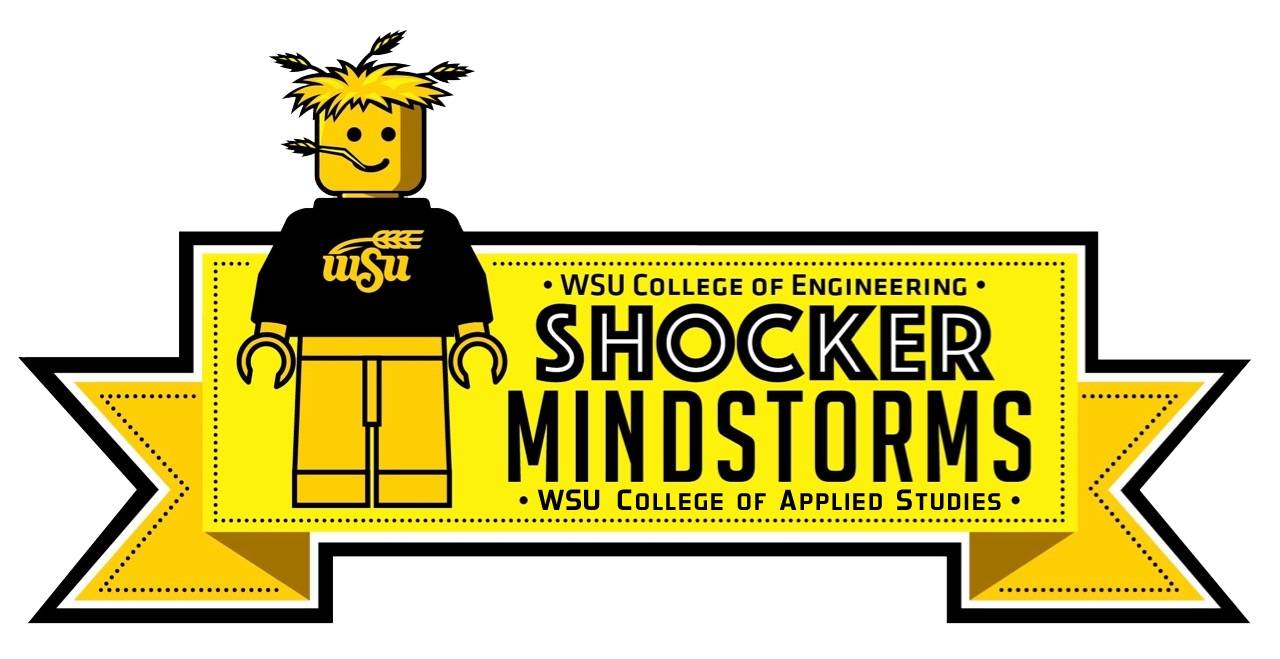 wsu
• WSU College of Engineering •
SHOCKER
MINDSTORMS
• WSU College of Applied Studies •